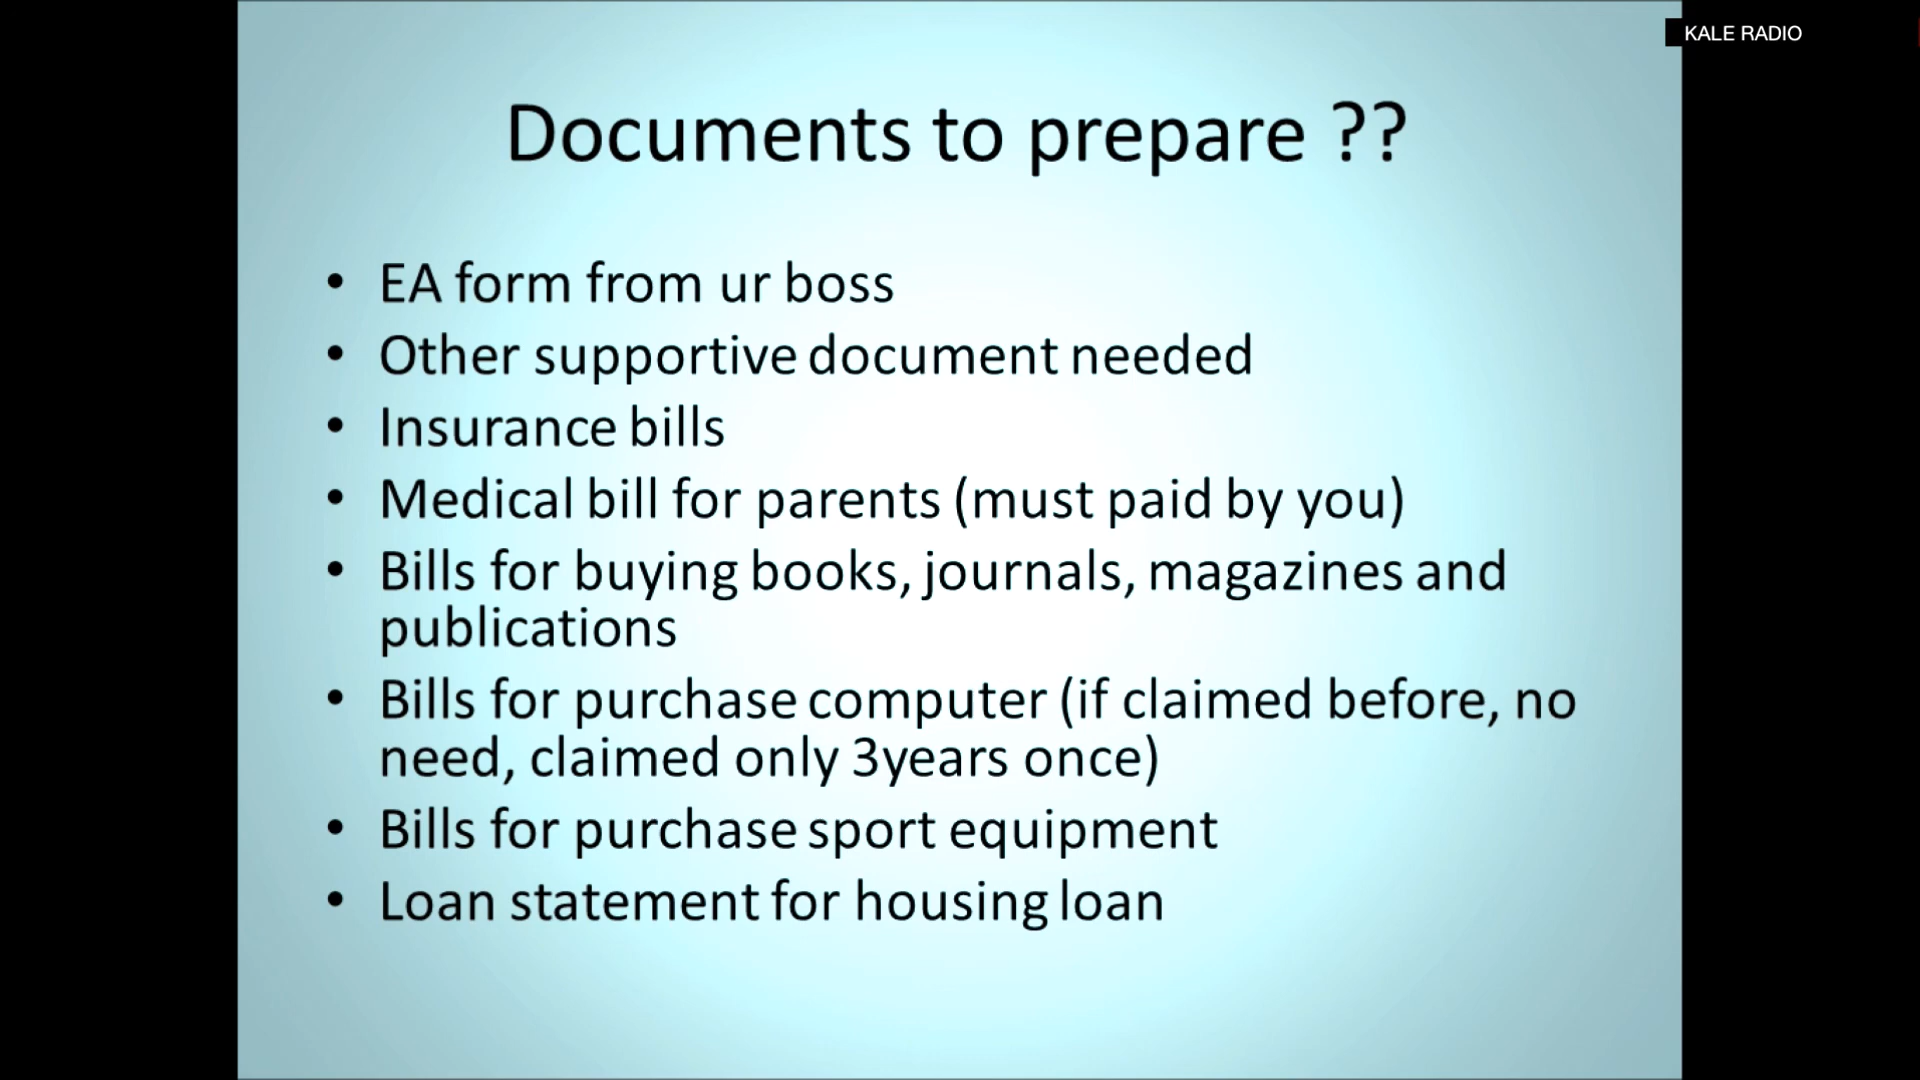 KALE RADIO
Documents to prepare ??
• EA form from ur boss
• Other supportive document needed
• Insurance bills
• Medical bill for parents (must paid by you)
• Bills for buying books, journals, magazines and
publications
• Bills for purchase computer (if claimed before, no
need, claimed only 3years once)
• Bills for purchase sport equipment
• Loan statement for housing loan